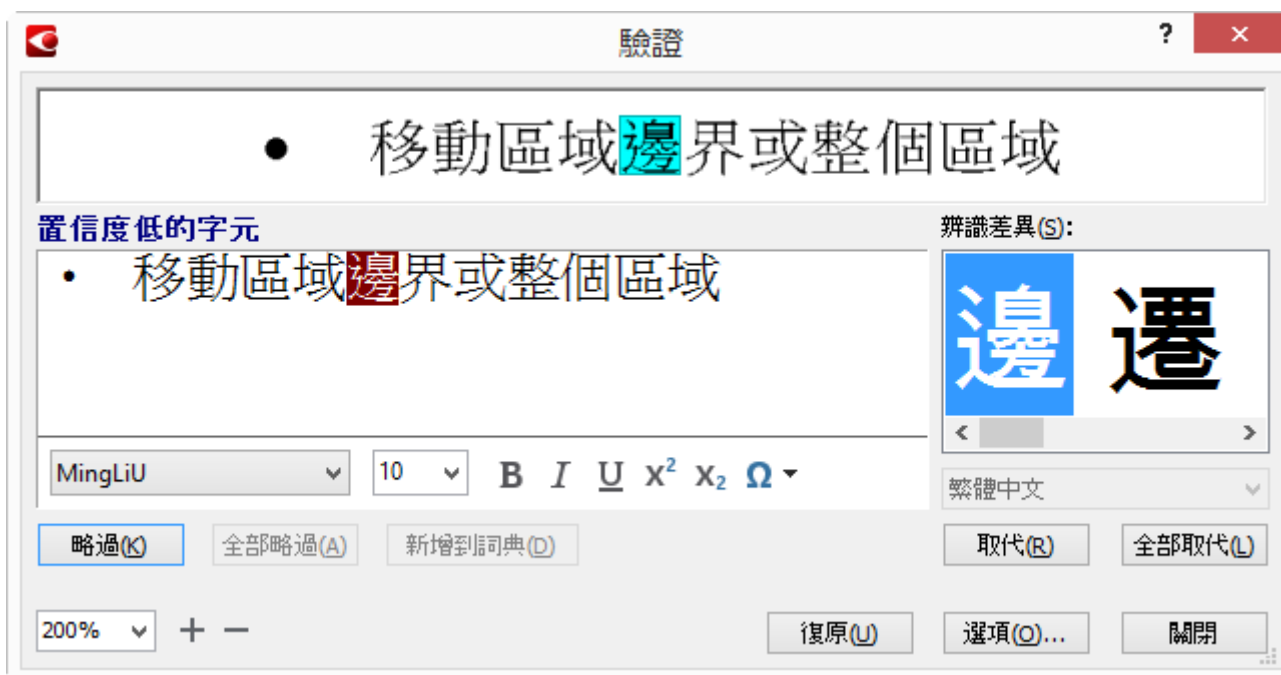 驗證
?
• 移動區域邊界或整個區域
置信度低的字元
辨識差異(S):
• 移動區域邊界或整個區域
邊 遷
MingLiU 10 B I U X² X₂ Ω
繁體中文
略過(K) 全部略過(A) 新增到詞典(D) 取代(R) 全部取代(L)
200% + − 復原(U) 選項(O)... 關閉